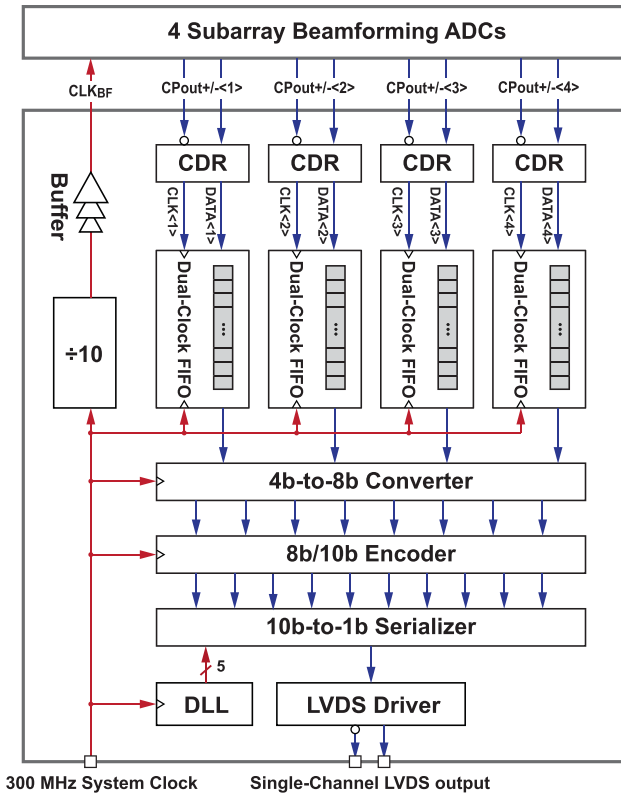 4 Subarray Beamforming ADCs
CLKBF
CPout+/-<1>
CPout+/-<2>
CPout+/-<3>
CPout+/-<4>
CDR
CDR
CDR
CDR
Buffer
CLK<1>
DATA<1>
CLK<2>
DATA<2>
CLK<3>
DATA<3>
CLK<4>
DATA<4>
÷10
Dual-Clock FIFO
...
Dual-Clock FIFO
...
Dual-Clock FIFO
...
Dual-Clock FIFO
...
4b-to-8b Converter
8b/10b Encoder
10b-to-1b Serializer
5
DLL
LVDS Driver
300 MHz System Clock
Single-Channel LVDS output